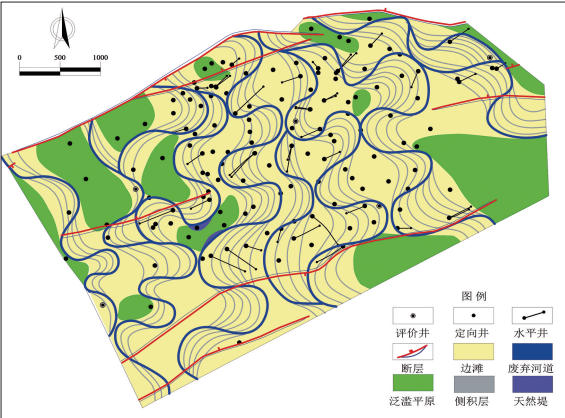 0 500 1000
图 例
评价井 定向井 水平井
断层 边滩 废弃河道
泛滥平原 侧积层 天然堤